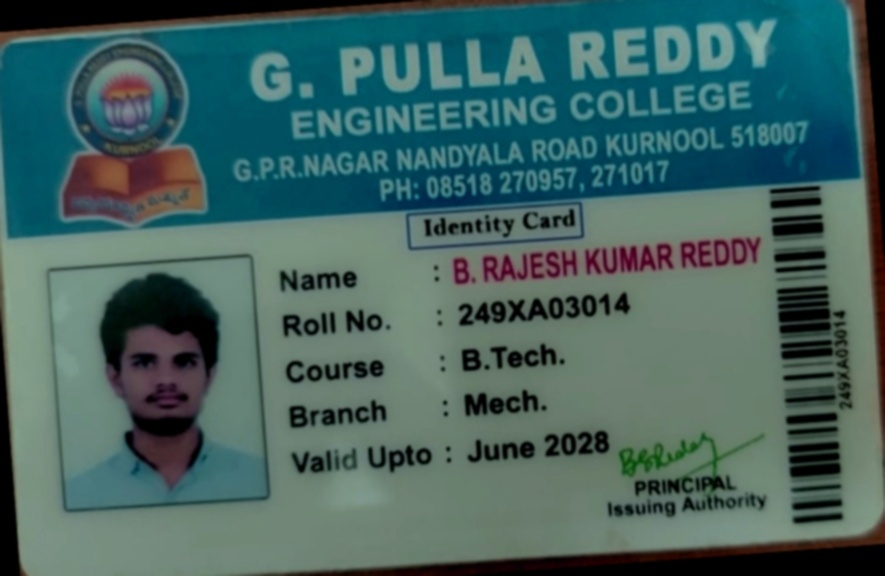 G. PULLA REDDY
ENGINEERING COLLEGE
G.P.R.NAGAR NANDYALA ROAD KURNOOL 518007
PH: 08518 270957, 271017
KURNOOL
Identity Card
Name : B. RAJESH KUMAR REDDY
Roll No. : 249XA03014
Course : B.Tech.
Branch : Mech.
Valid Upto : June 2028
PRINCIPAL
Issuing Authority
249XA03014